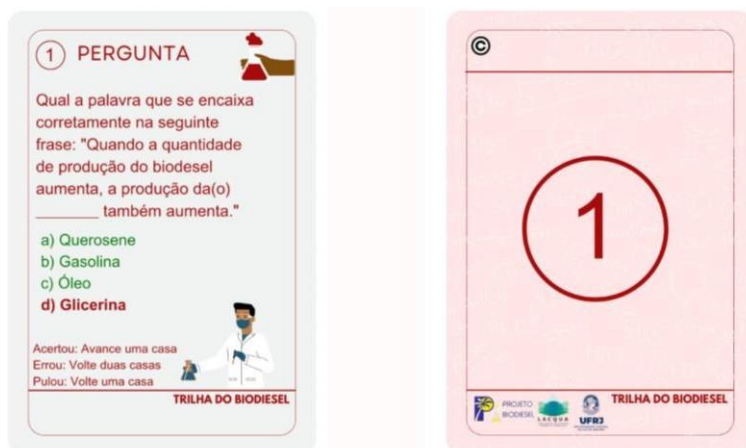 1 PERGUNTA
Qual a palavra que se encaixa
corretamente na seguinte
frase: "Quando a quantidade
de produção do biodesel
aumenta, a produção da(o)
________ também aumenta."
a) Querosene
b) Gasolina
c) Óleo
d) Glicerina
Acertou: Avance uma casa
Errou: Volte duas casas
Pulou: Volte uma casa
TRILHA DO BIODIESEL
©
1
PROJETO
BIODIESEL
LACQUA
UFRJ
TRILHA DO BIODIESEL